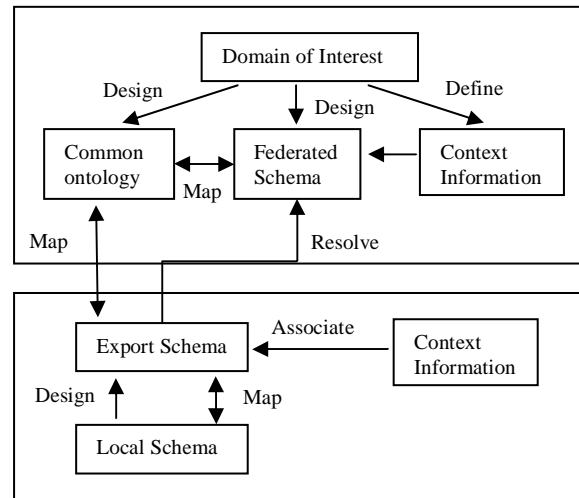 Domain of Interest
Design
Design
Define
Common
ontology
Map
Federated
Schema
Context
Information
Map
Resolve
Export Schema
Associate
Context
Information
Design
Map
Local Schema